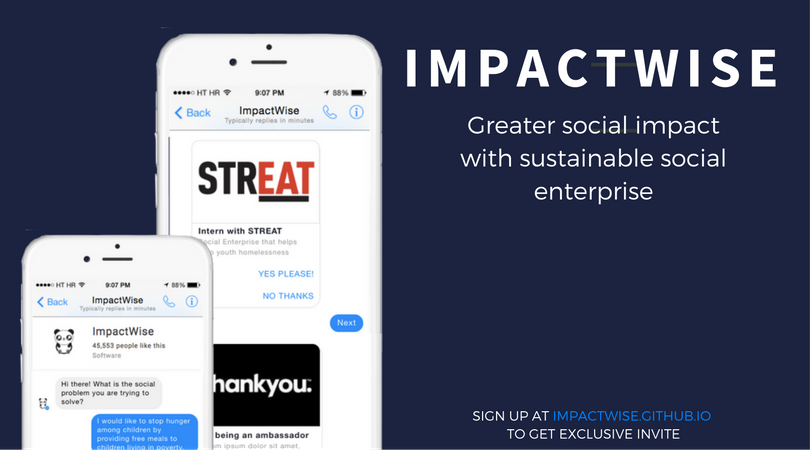 IMPACTWISE
Greater social impact
with sustainable social
enterprise
HT HR 9:07 PM 88%
Back ImpactWise
Typically replies in minutes
STREAT
Intern with STREAT
ocial Enterprise that helps
youth homelessness
YES PLEASE!
NO THANKS
Next
hankyou.
being an ambassador
m ipsum dolor sit amet,
HT HR 9:07 PM 88%
Back ImpactWise
Typically replies in minutes
ImpactWise
45,553 people like this
Software
Hi there! What is the social
problem you are trying to
solve?
I would like to stop hunger
among children by
providing free meals to
children living in poverty.
SIGN UP AT IMPACTWISE.GITHUB.IO
TO GET EXCLUSIVE INVITE